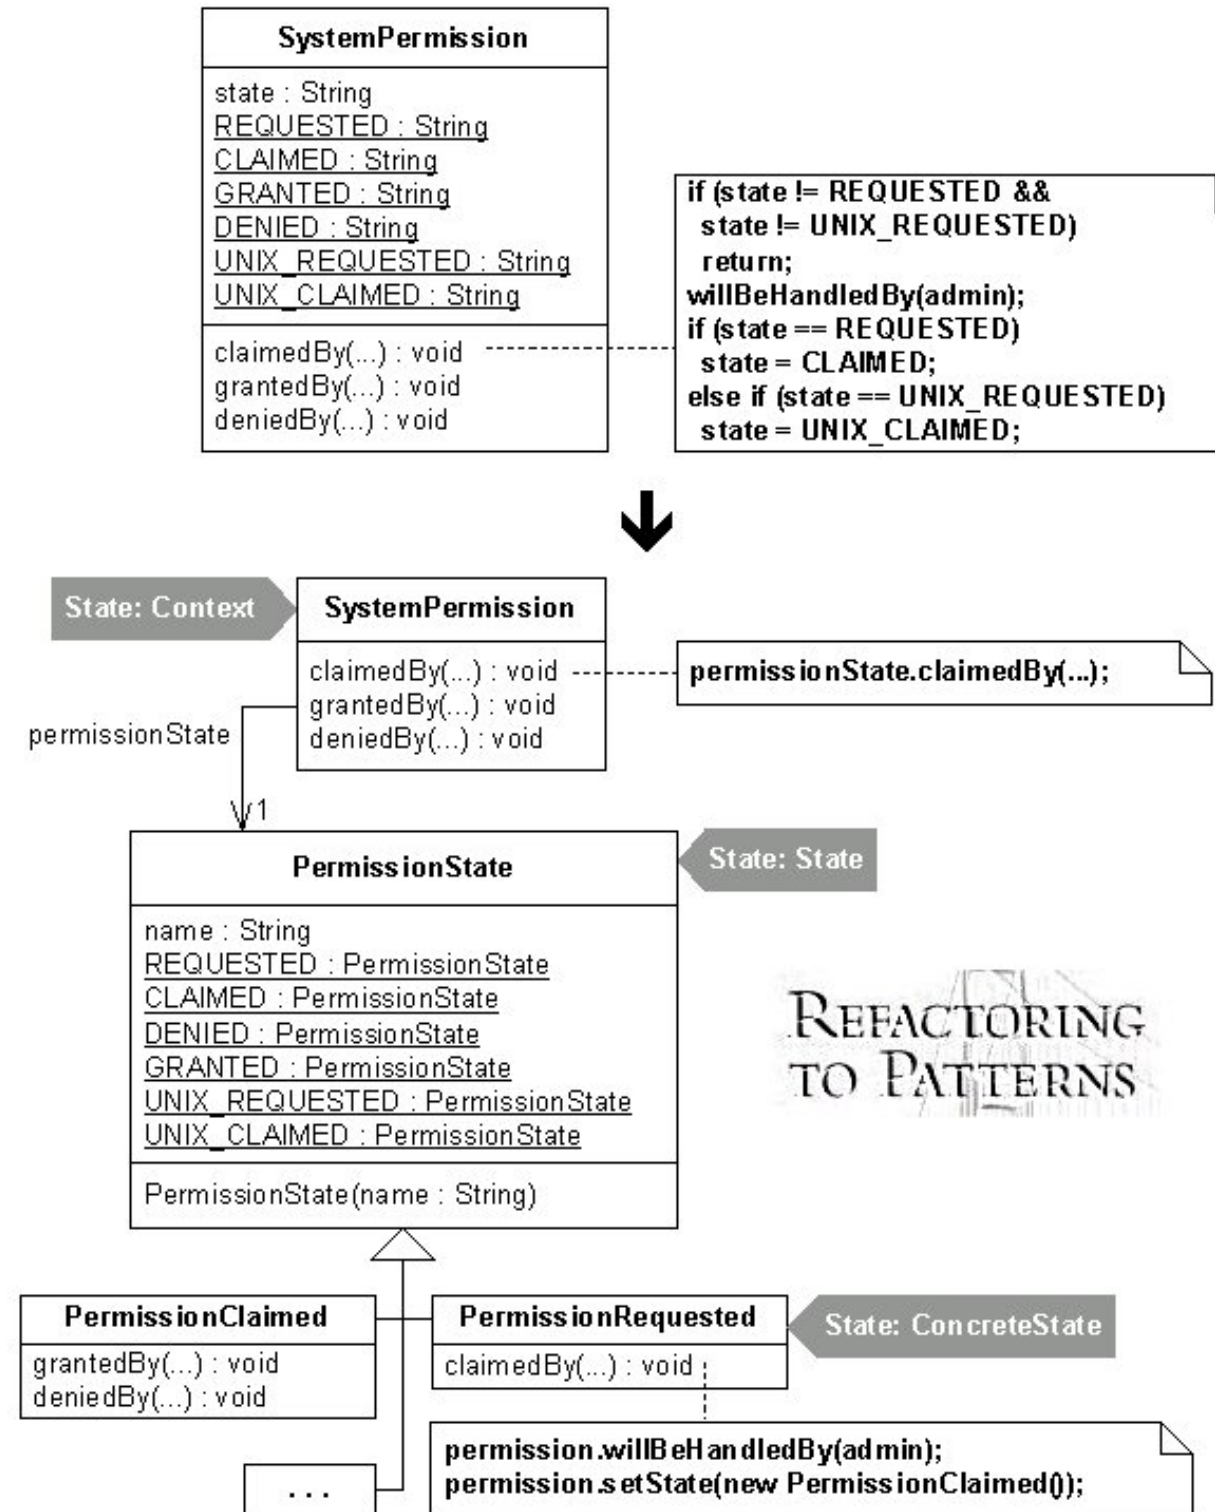 SystemPermission
state : String
REQUESTED : String
CLAIMED : String
GRANTED : String
DENIED : String
UNIX_REQUESTED : String
UNIX_CLAIMED : String
claimedBy(...) : void
grantedBy(...) : void
deniedBy(...) : void
if (state != REQUESTED &&
state != UNIX_REQUESTED)
return;
willBeHandledBy(admin);
if (state == REQUESTED)
state = CLAIMED;
else if (state == UNIX_REQUESTED)
state = UNIX_CLAIMED;
State: Context
SystemPermission
claimedBy(...) : void
grantedBy(...) : void
deniedBy(...) : void
permissionState.claimedBy(...);
permissionState
1
PermissionState
State: State
name : String
REQUESTED : PermissionState
CLAIMED : PermissionState
DENIED : PermissionState
GRANTED : PermissionState
UNIX_REQUESTED : PermissionState
UNIX_CLAIMED : PermissionState
PermissionState(name : String)
REFACTORING
TO PATTERNS
PermissionClaimed
grantedBy(...) : void
deniedBy(...) : void
PermissionRequested
claimedBy(...) : void
State: ConcreteState
permission.willBeHandledBy(admin);
permission.setState(new PermissionClaimed());
...